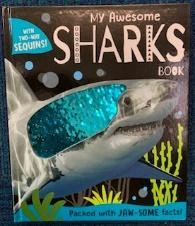 My Awesome
WITH
TWO-WAY
SEQUINS!
SHARKS
BOOK
Packed with JAW-SOME facts!